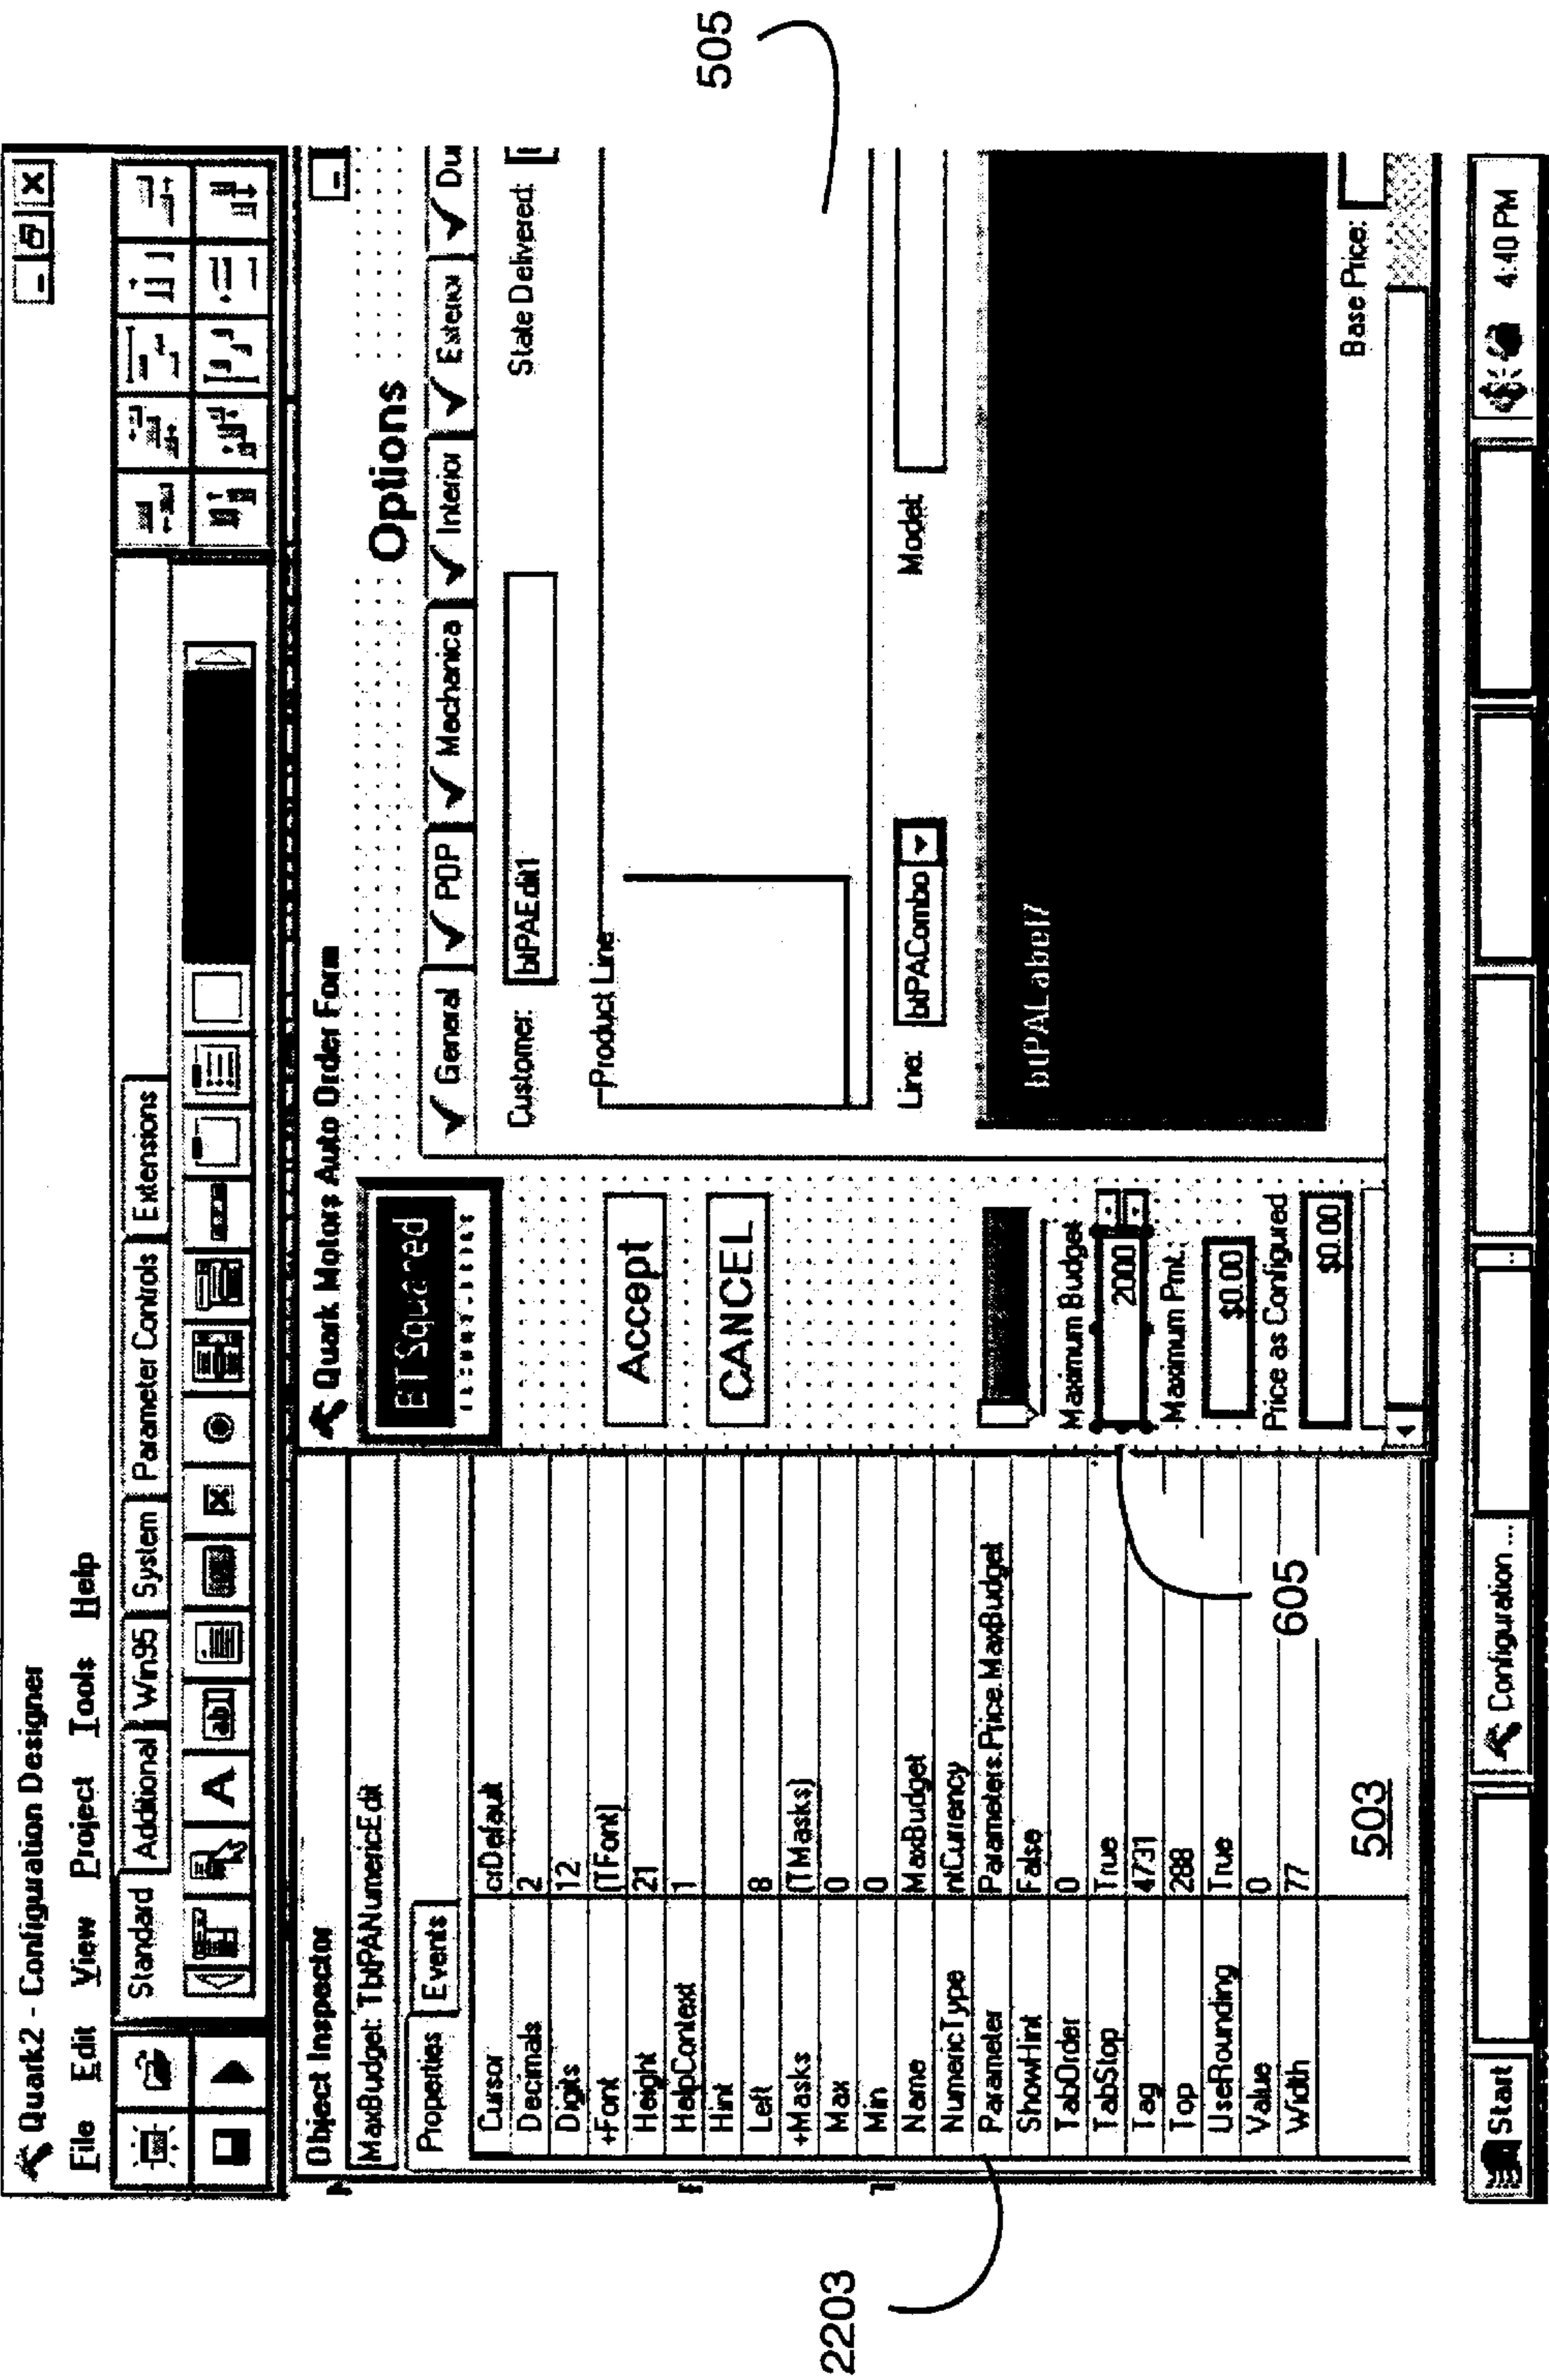 Quark2 - Configuration Designer
File Edit View Project Tools Help
Standard Additional Win95 System Parameter Controls Extensions
Object Inspector
MaxBudget: TbtPANumericEdit
Properties Events
Cursor crDefault
Decimals 2
Digits 12
+Font (TFont)
Height 21
HelpContext 1
Hint
Left 8
+Masks (TMasks)
Max 0
Min 0
Name MaxBudget
NumericType nCurrency
Parameter Parameters.Price.MaxBudget
ShowHint False
TabOrder 0
TabStop True
Tag 4731
Top 288
UseRounding True
Value 0
Width 77
503
2203
605
505
Quark Motors Auto Order Form
Squared
Accept
CANCEL
Maximum Budget
2000
Maximum Pmt.
$0.00
Price as Configured
$0.00
Options
General POP Mechanica Interior Exterior Du
Customer: btPAEdit1 State Delivered:
Product Line
Line: btPACombo Model:
btPALabel7
Base Price:
Start Configuration ... 4:40 PM